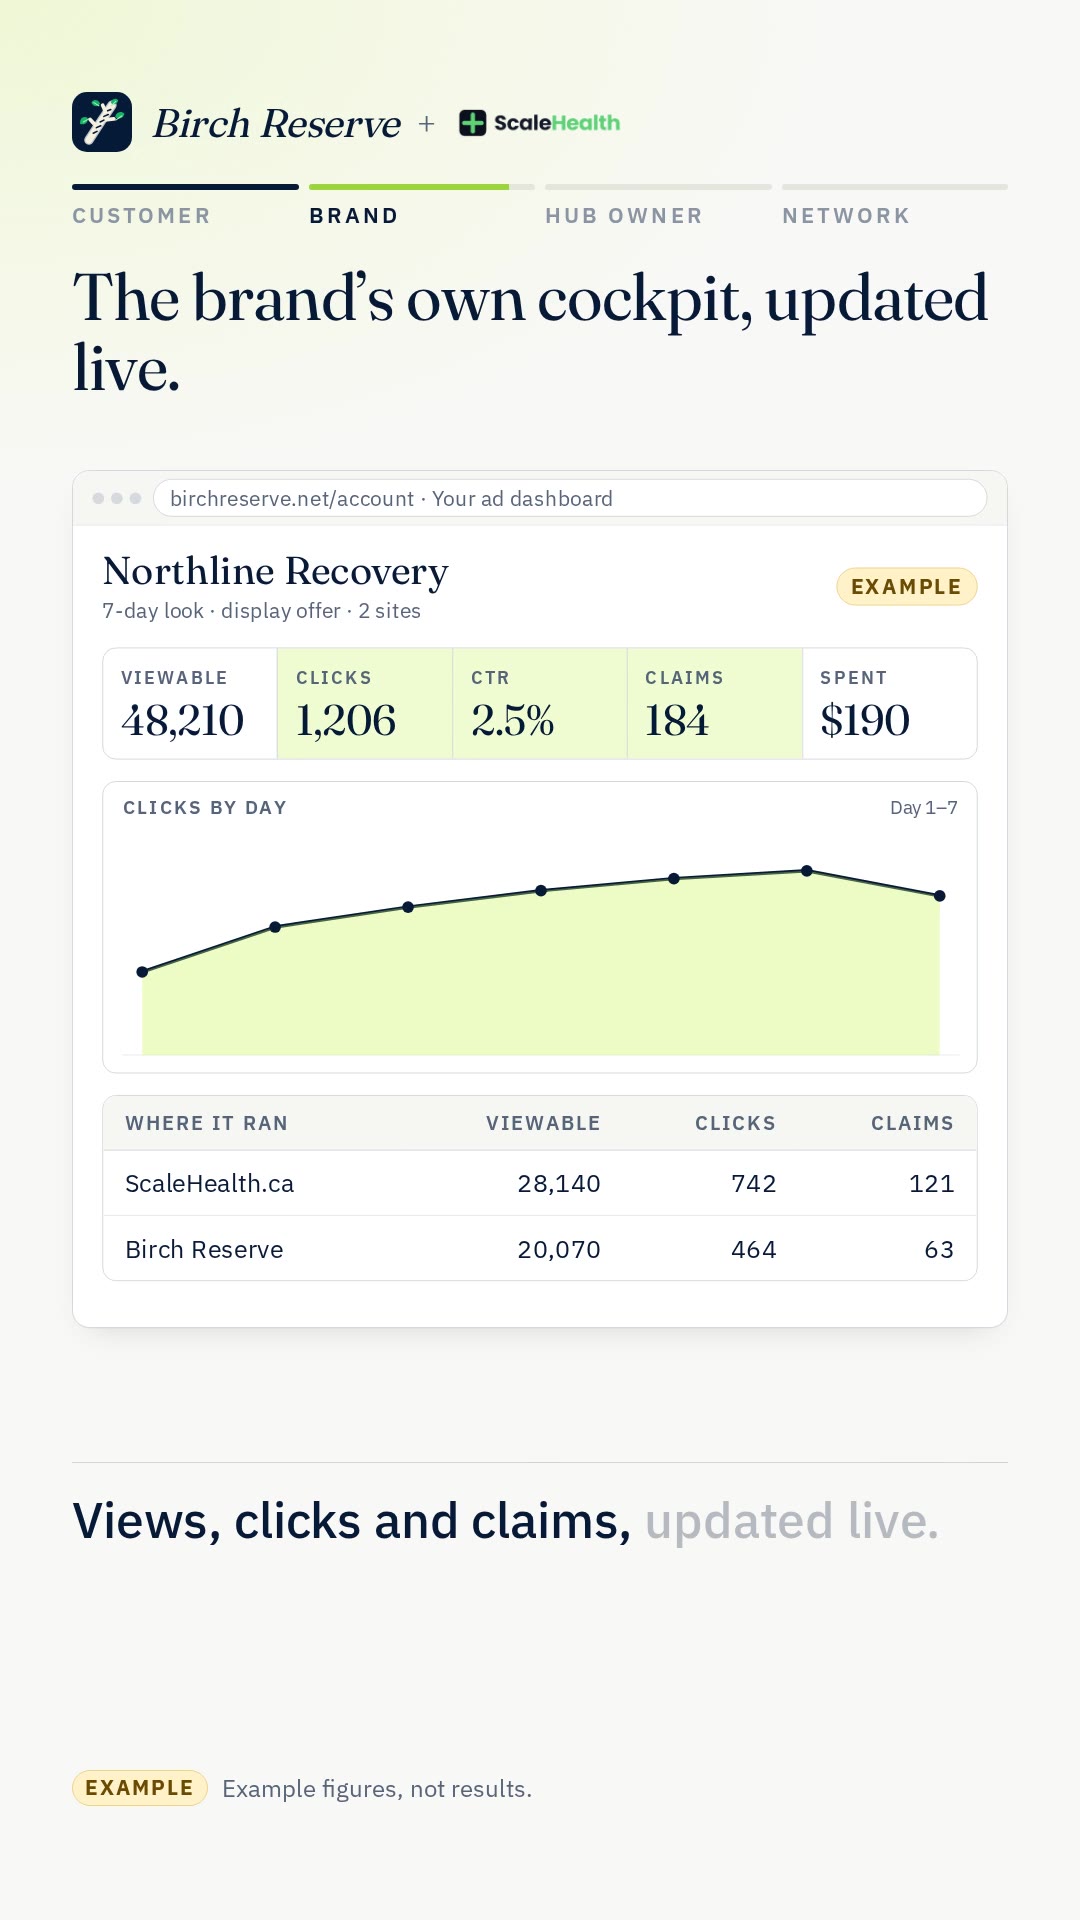 Birch Reserve + ScaleHealth
CUSTOMER BRAND HUB OWNER NETWORK
The brand’s own cockpit, updated
live.
birchreserve.net/account · Your ad dashboard
Northline Recovery
EXAMPLE
7-day look · display offer · 2 sites
VIEWABLE CLICKS CTR CLAIMS SPENT
48,210 1,206 2.5% 184 $190
CLICKS BY DAY Day 1–7
WHERE IT RAN VIEWABLE CLICKS CLAIMS
ScaleHealth.ca 28,140 742 121
Birch Reserve 20,070 464 63
Views, clicks and claims, updated live.
EXAMPLE Example figures, not results.